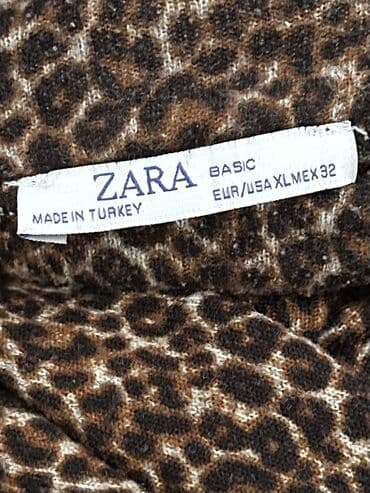 ZARA BASIC
MADE IN TURKEY EUR/USA XL MEX 32